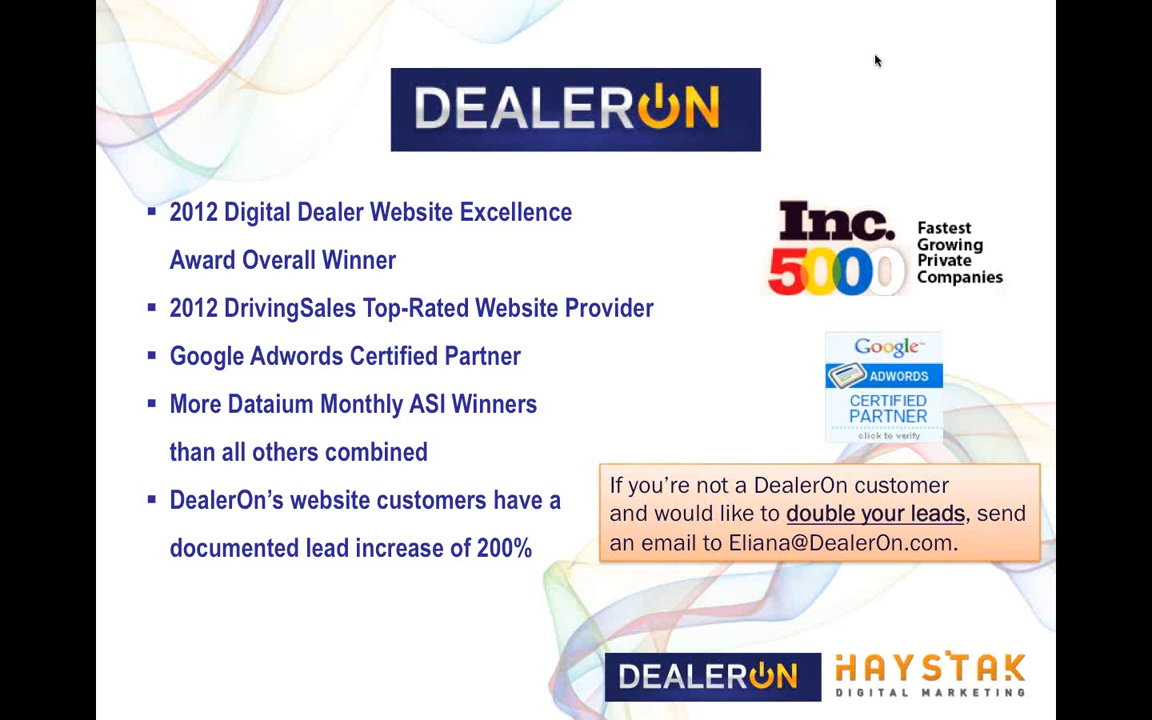 DEALERON
▪ 2012 Digital Dealer Website Excellence
Award Overall Winner
▪ 2012 DrivingSales Top-Rated Website Provider
▪ Google Adwords Certified Partner
▪ More Dataium Monthly ASI Winners
than all others combined
▪ DealerOn’s website customers have a
documented lead increase of 200%
Inc.
5000
Fastest
Growing
Private
Companies
Google™
ADWORDS
CERTIFIED
PARTNER
click to verify
If you’re not a DealerOn customer
and would like to double your leads, send
an email to Eliana@DealerOn.com.
DEALERON
HAYSTAK
DIGITAL MARKETING